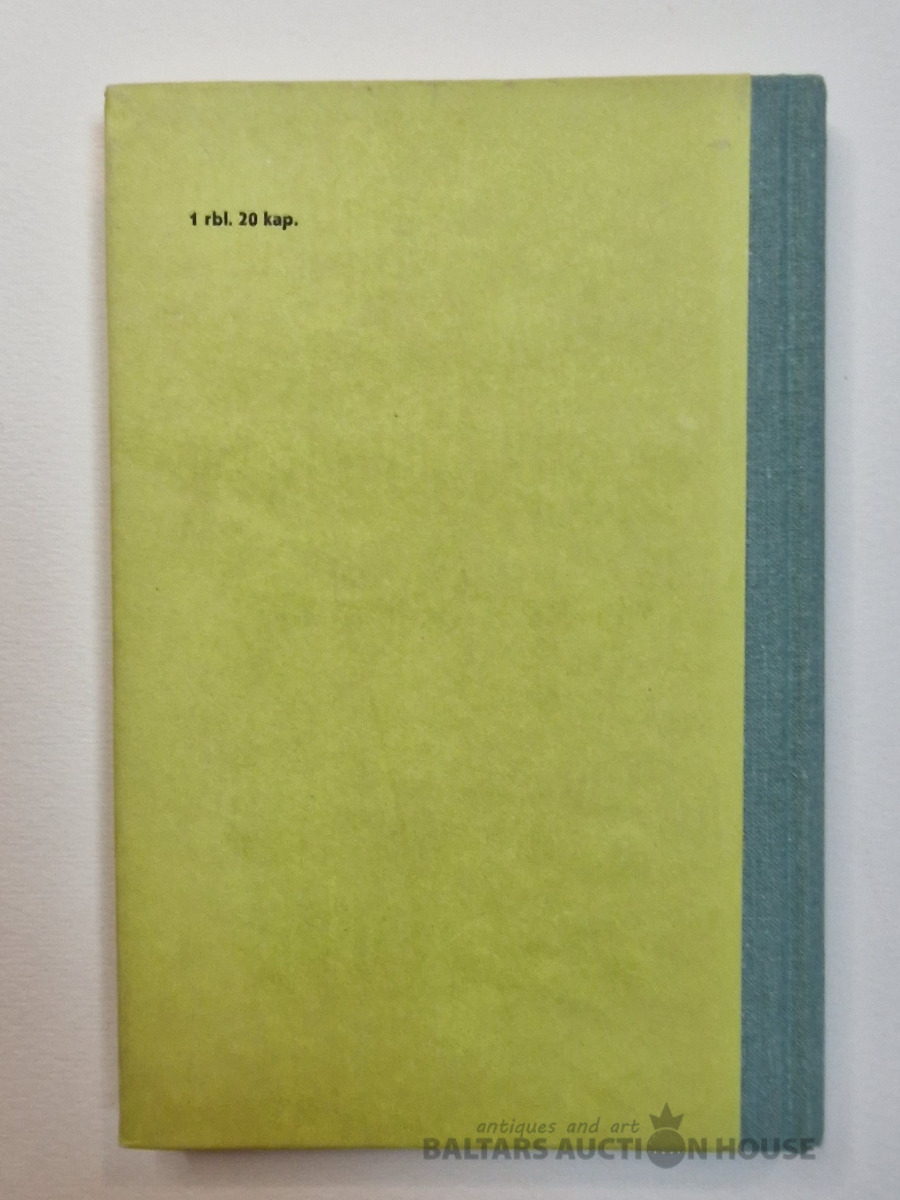 1 rbl. 20 kap.
antiques and art
BALTARS AUCTION HOUSE